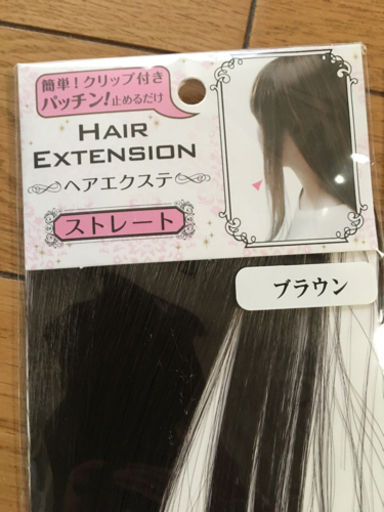 簡単!クリップ付き
パッチン!止めるだけ
HAIR
EXTENSION
ヘアエクステ
ストレート
ブラウン